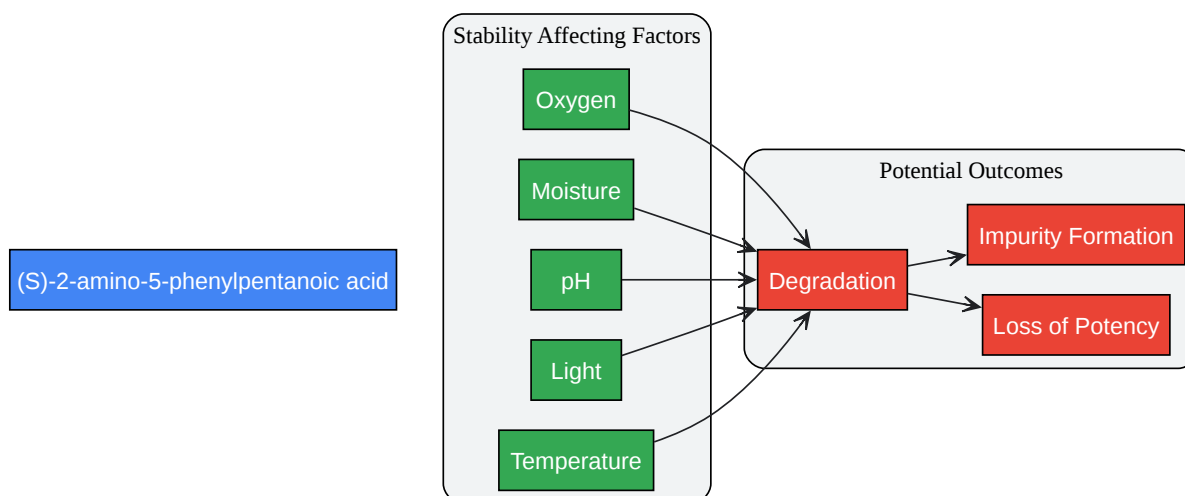 (S)-2-amino-5-phenylpentanoic acid
Stability Affecting Factors
Oxygen
Moisture
pH
Light
Temperature
Potential Outcomes
Degradation
Impurity Formation
Loss of Potency